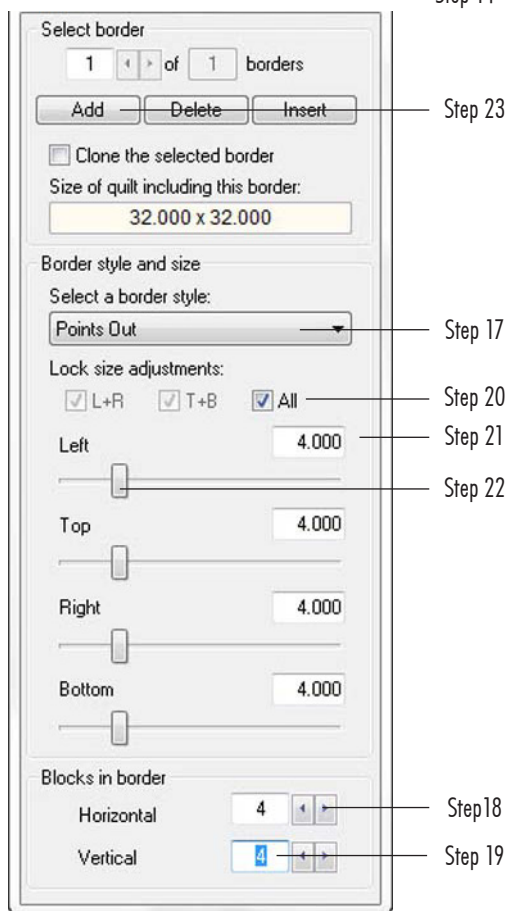 Select border
1 of 1 borders
Add Delete Insert Step 23
Clone the selected border
Size of quilt including this border:
32.000 x 32.000
Border style and size
Select a border style:
Points Out Step 17
Lock size adjustments:
L+R T+B All Step 20
Left 4.000 Step 21
Step 22
Top 4.000
Right 4.000
Bottom 4.000
Blocks in border
Horizontal 4 Step18
Vertical 4 Step 19